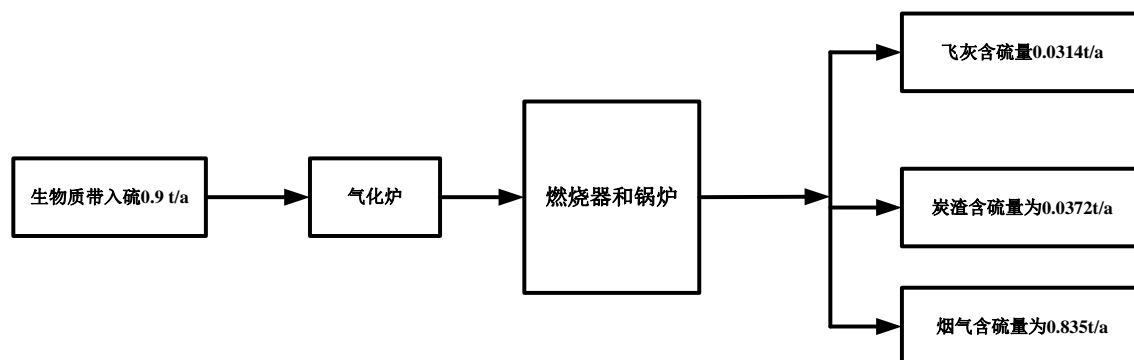 飞灰含硫量0.0314t/a
生物质带入硫0.9 t/a
气化炉
燃烧器和锅炉
炭渣含硫量为0.0372t/a
烟气含硫量为0.835t/a